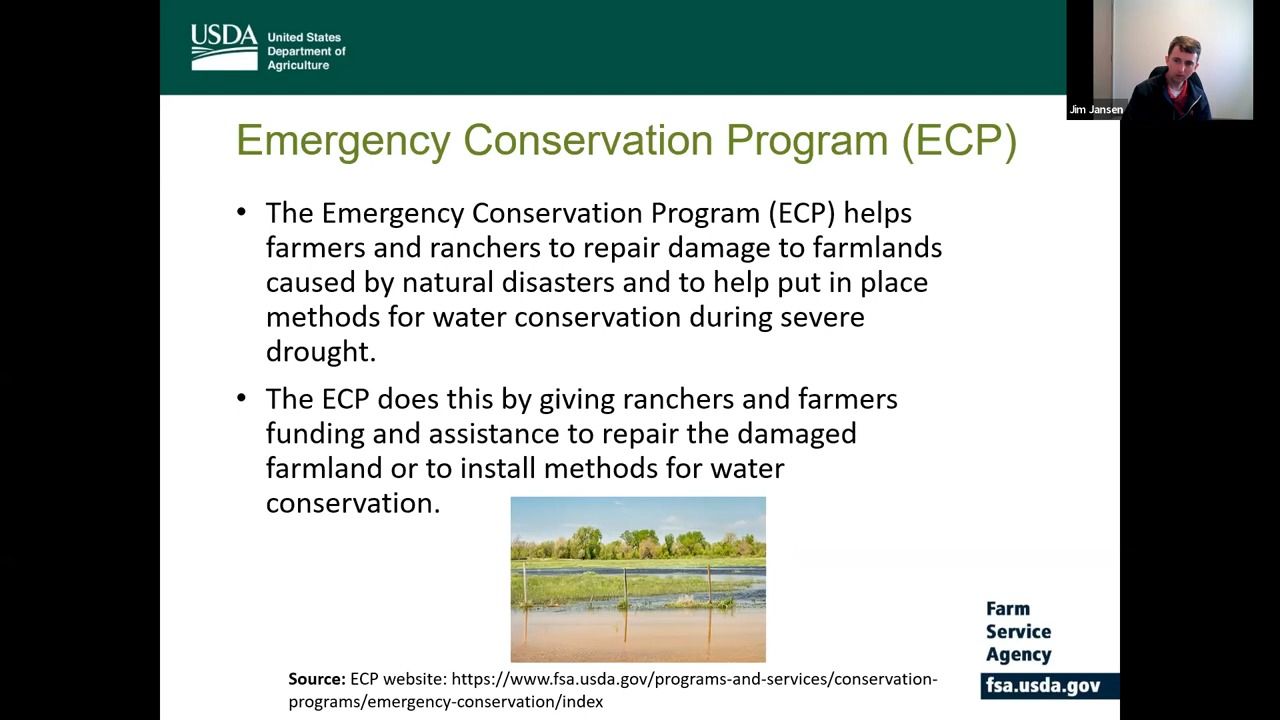 USDA
United States
Department of
Agriculture
Jim Jansen
Emergency Conservation Program (ECP)
• The Emergency Conservation Program (ECP) helps
farmers and ranchers to repair damage to farmlands
caused by natural disasters and to help put in place
methods for water conservation during severe
drought.
• The ECP does this by giving ranchers and farmers
funding and assistance to repair the damaged
farmland or to install methods for water
conservation.
Farm
Service
Agency
fsa.usda.gov
Source: ECP website: https://www.fsa.usda.gov/programs-and-services/conservation-
programs/emergency-conservation/index